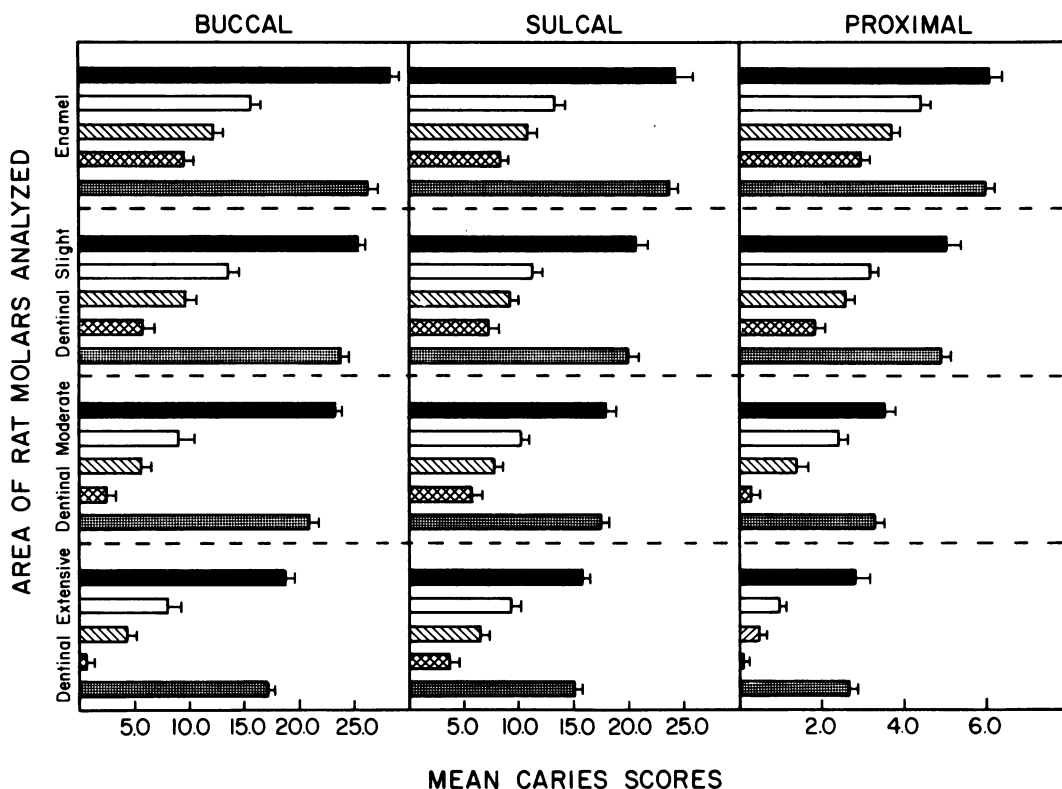 BUCCAL SULCAL PROXIMAL
AREA OF RAT MOLARS ANALYZED
Enamel
Dentinal Slight
Dentinal Moderate
Dentinal Extensive
5.0 10.0 15.0 20.0 25.0 5.0 10.0 15.0 20.0 25.0 2.0 4.0 6.0
MEAN CARIES SCORES